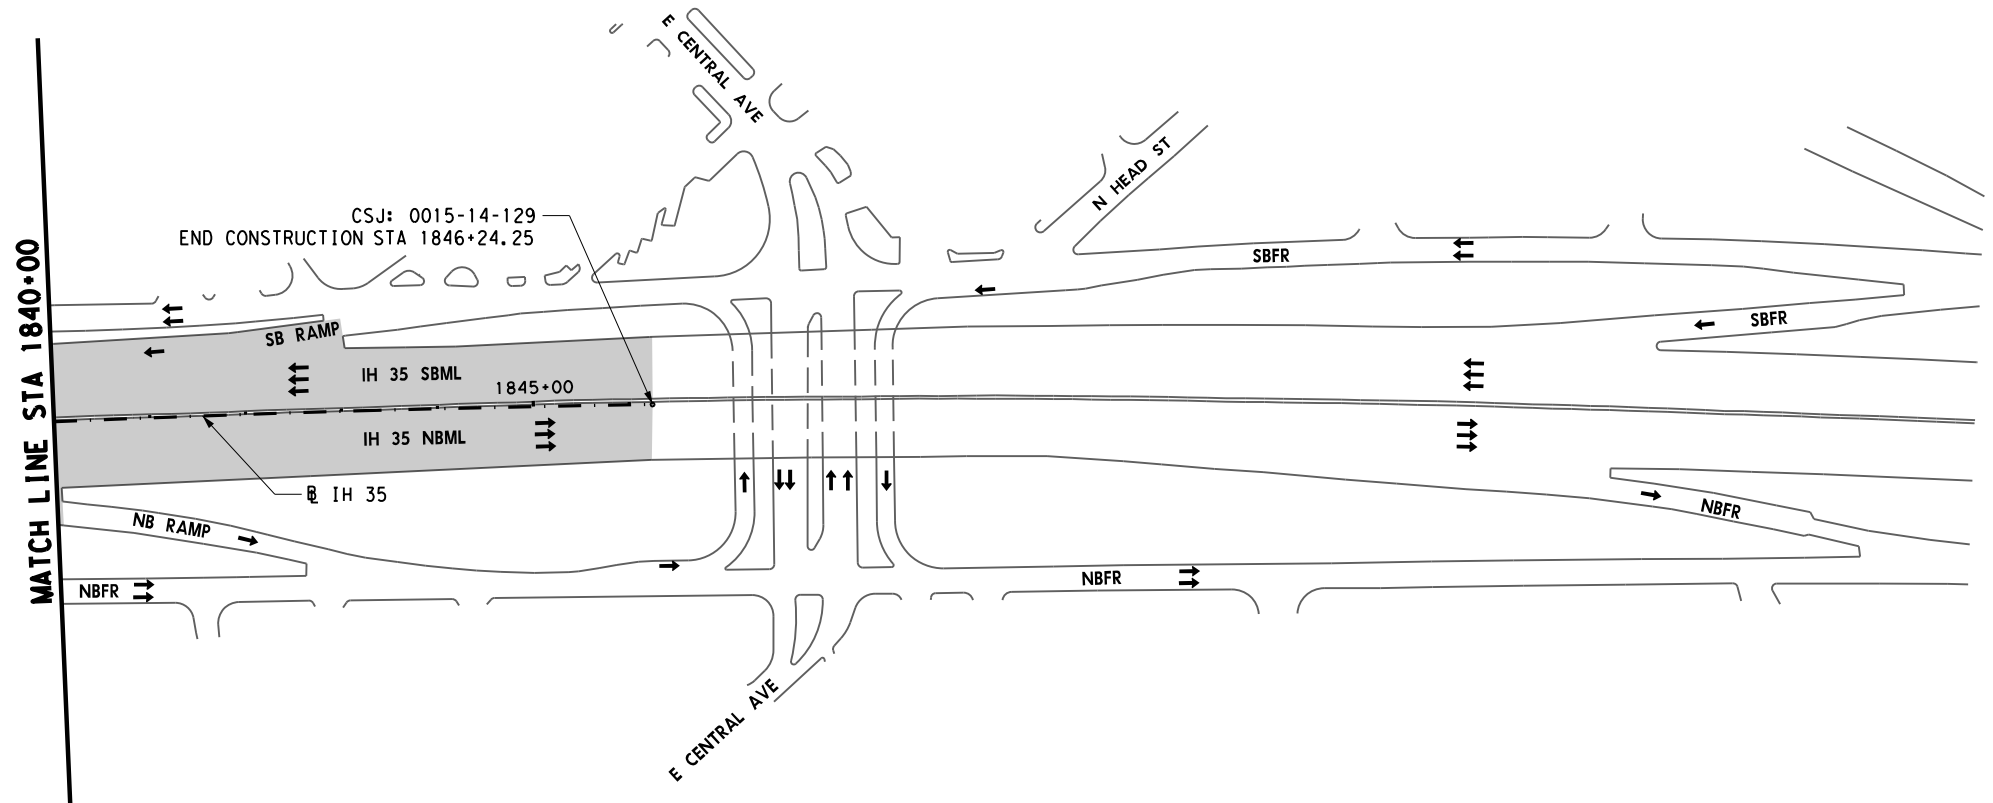 E CENTRAL AVE
N HEAD ST
CSJ: 0015-14-129
END CONSTRUCTION STA 1846+24.25
MATCH LINE STA 1840+00
SBFR
SBFR
SB RAMP
IH 35 SBML
1845+00
IH 35 NBML
BL IH 35
NB RAMP
NBFR
NBFR
NBFR
E CENTRAL AVE